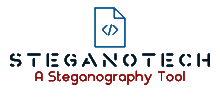 </>
STEGANOTECH
A Steganography Tool